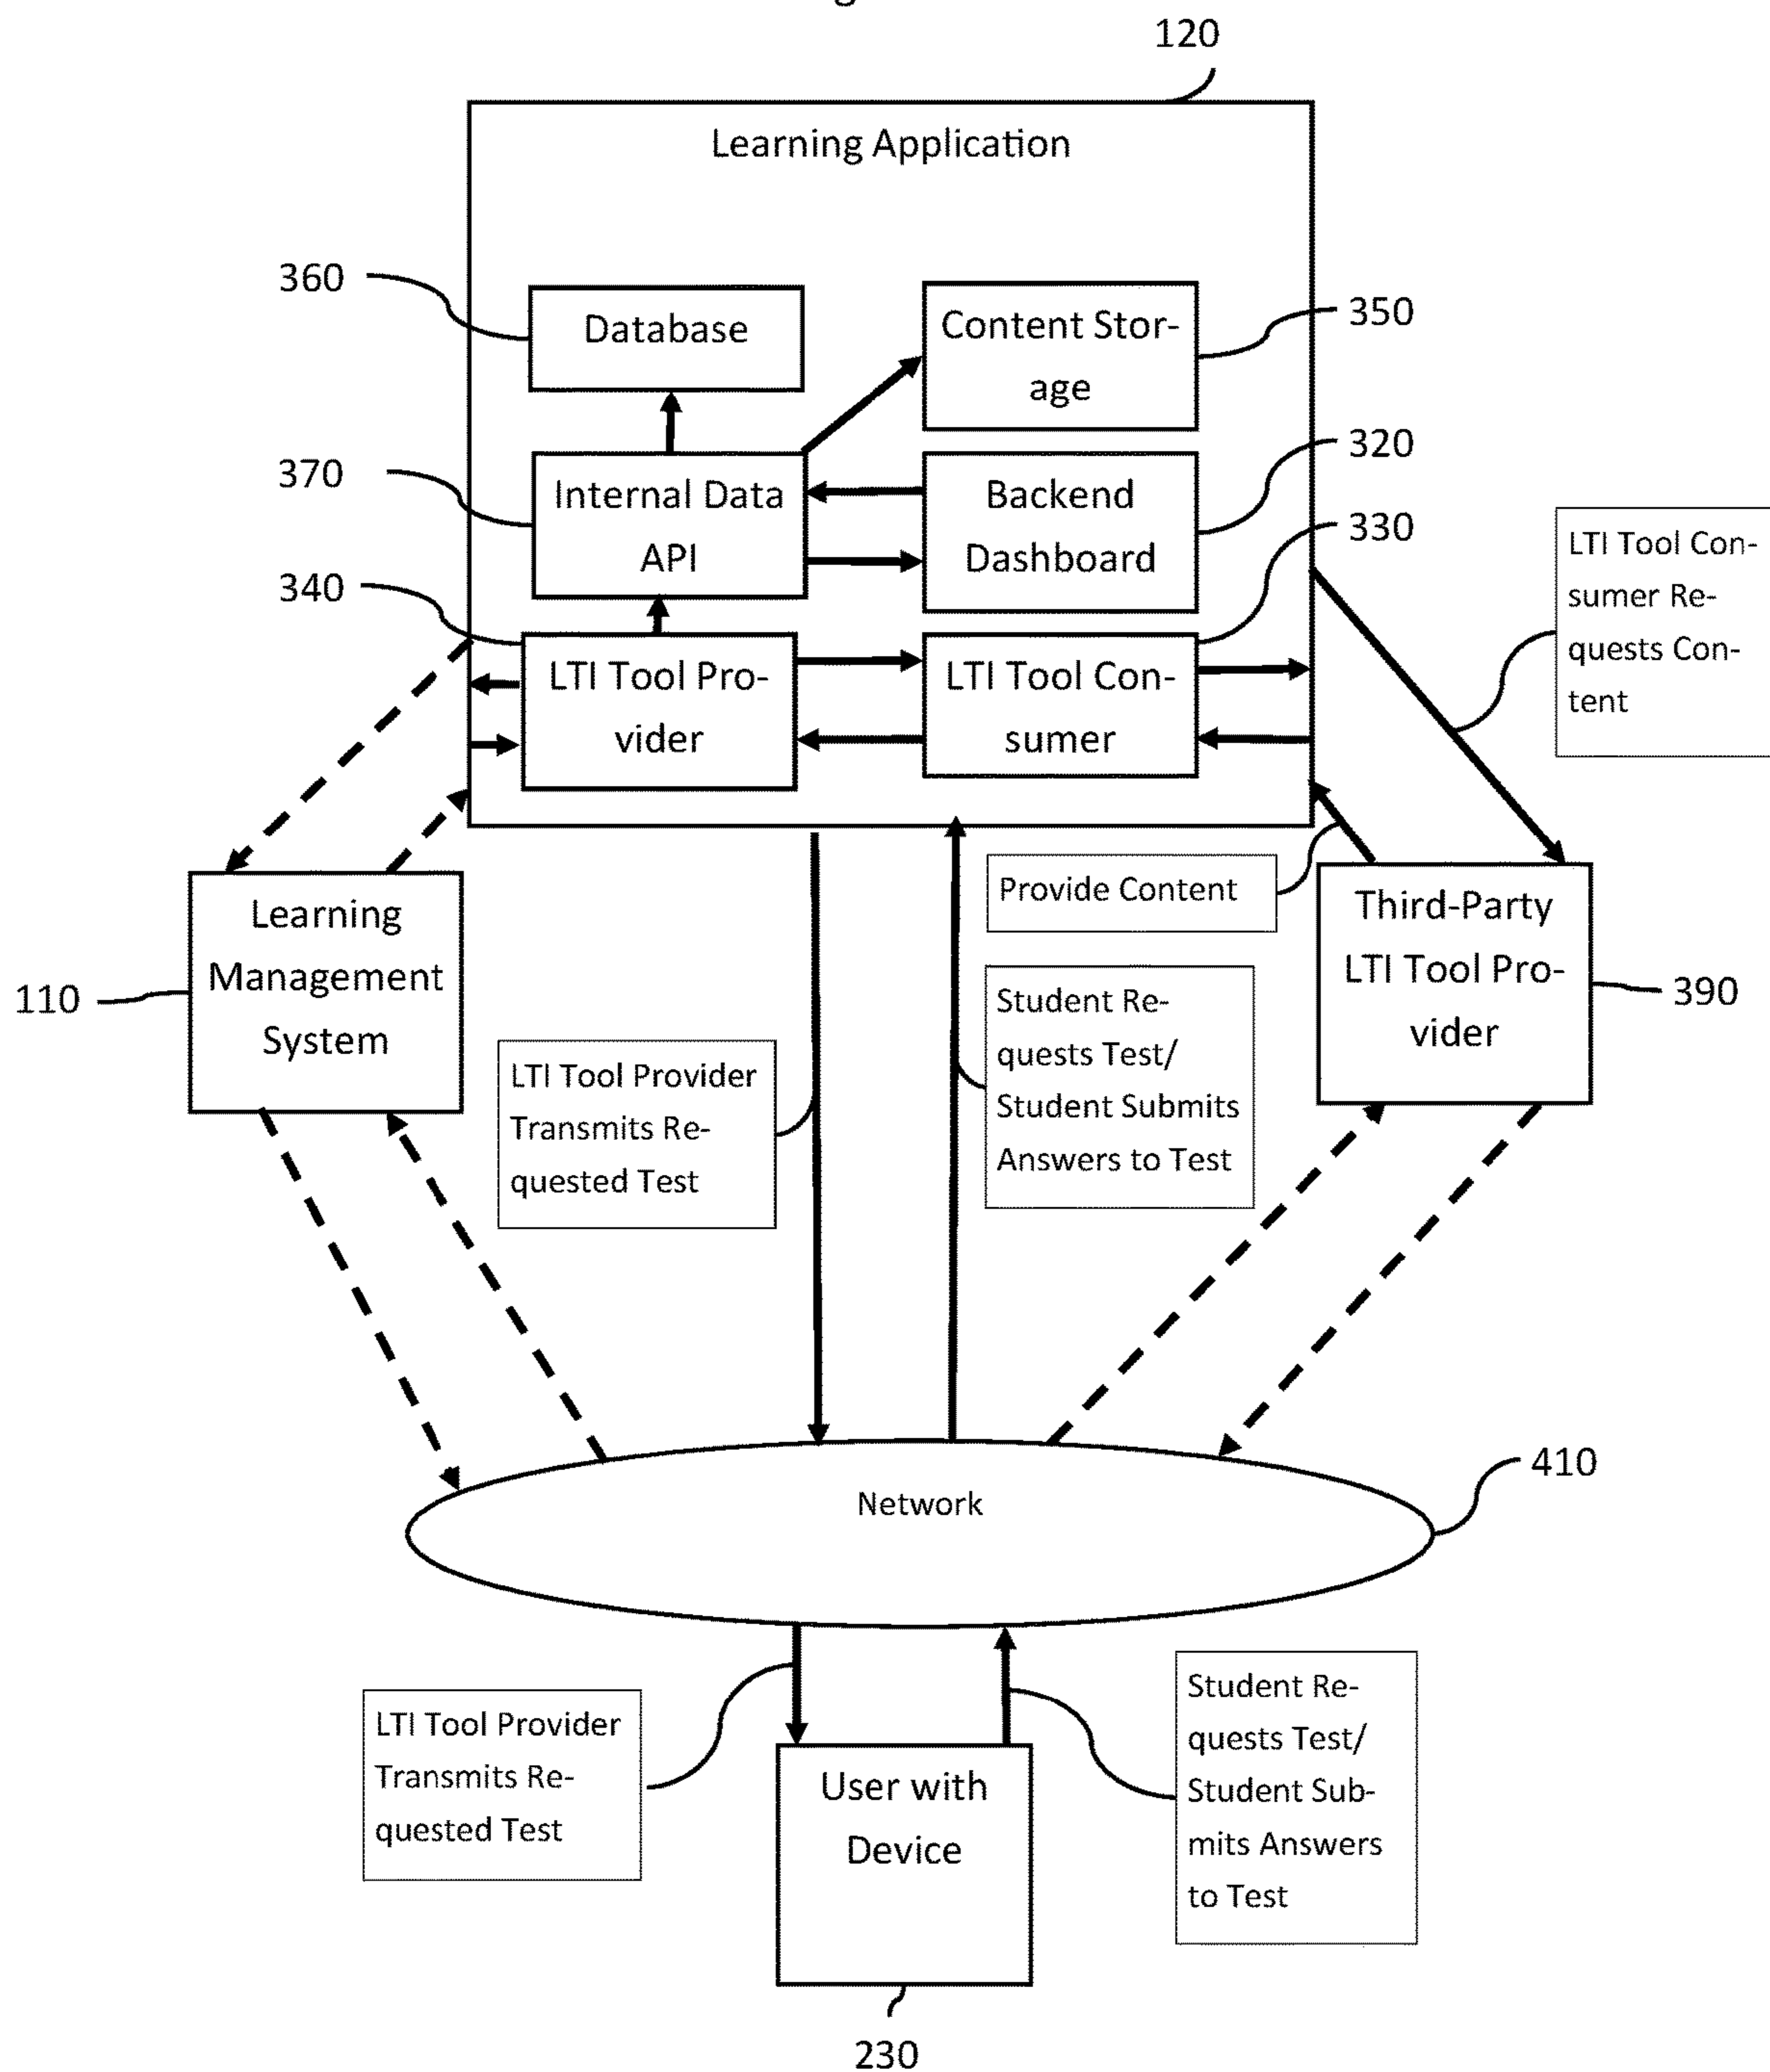 120
Learning Application
360
Database
Content Stor-
age
350
370
Internal Data
API
Backend
Dashboard
320
330
340
LTI Tool Pro-
vider
LTI Tool Con-
sumer
LTI Tool Con-
sumer Re-
quests Con-
tent
Provide Content
Learning
Management
System
110
Third-Party
LTI Tool Pro-
vider
390
LTI Tool Provider
Transmits Re-
quested Test
Student Re-
quests Test/
Student Submits
Answers to Test
Network
410
LTI Tool Provider
Transmits Re-
quested Test
User with
Device
Student Re-
quests Test/
Student Sub-
mits Answers
to Test
230